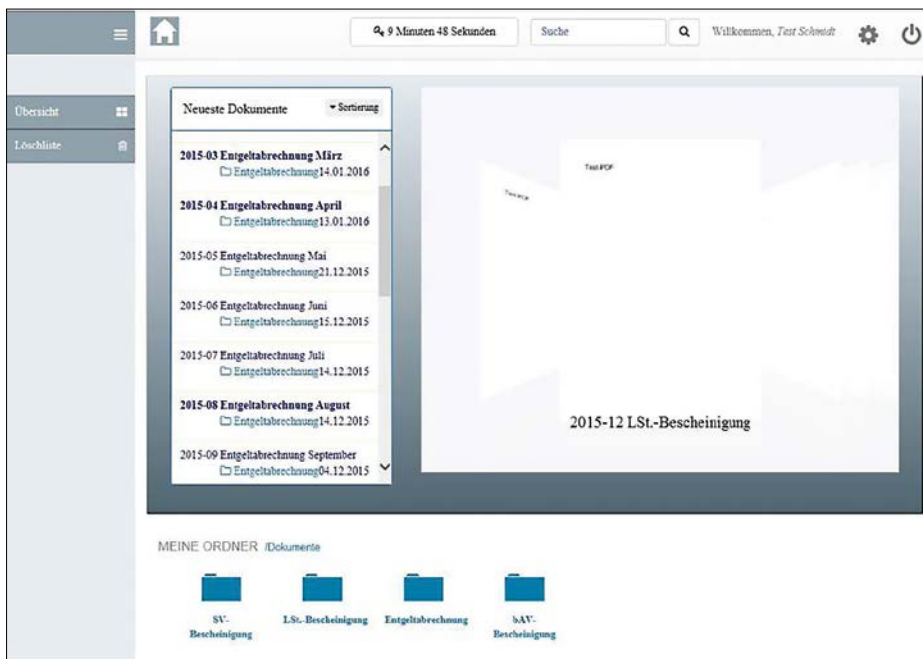 9 Minuten 48 Sekunden
Suche
Willkommen, Test Schmidt
Übersicht
Löschliste
Neueste Dokumente
Sortierung
2015-03 Entgeltabrechnung März
Entgeltabrechnung14.01.2016
2015-04 Entgeltabrechnung April
Entgeltabrechnung13.01.2016
2015-05 Entgeltabrechnung Mai
Entgeltabrechnung21.12.2015
2015-06 Entgeltabrechnung Juni
Entgeltabrechnung15.12.2015
2015-07 Entgeltabrechnung Juli
Entgeltabrechnung14.12.2015
2015-08 Entgeltabrechnung August
Entgeltabrechnung14.12.2015
2015-09 Entgeltabrechnung September
Entgeltabrechnung04.12.2015
Test PDF
Test PDF
2015-12 LSt.-Bescheinigung
MEINE ORDNER /Dokumente
SV-
Bescheinigung
LSt.-Bescheinigung
Entgeltabrechnung
bAV-
Bescheinigung